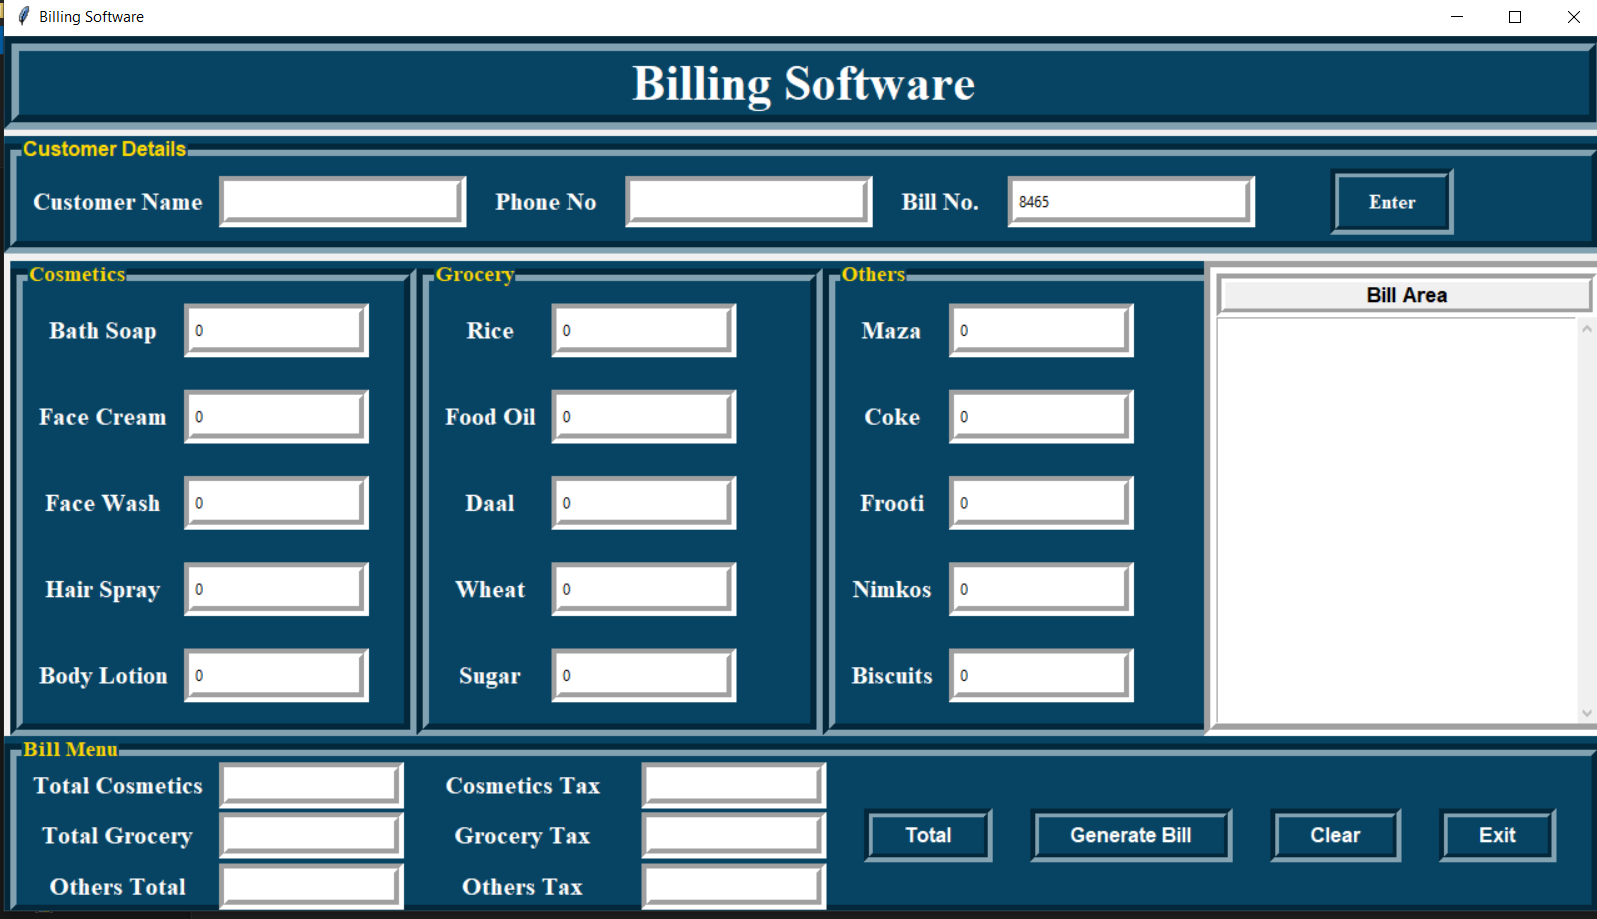 Billing Software
Billing Software
Customer Details
Customer Name Phone No Bill No. 8465 Enter
Cosmetics Grocery Others
Bill Area
Bath Soap 0 Rice 0 Maza 0
Face Cream 0 Food Oil 0 Coke 0
Face Wash 0 Daal 0 Frooti 0
Hair Spray 0 Wheat 0 Nimkos 0
Body Lotion 0 Sugar 0 Biscuits 0
Bill Menu
Total Cosmetics Cosmetics Tax
Total Grocery Grocery Tax Total Generate Bill Clear Exit
Others Total Others Tax